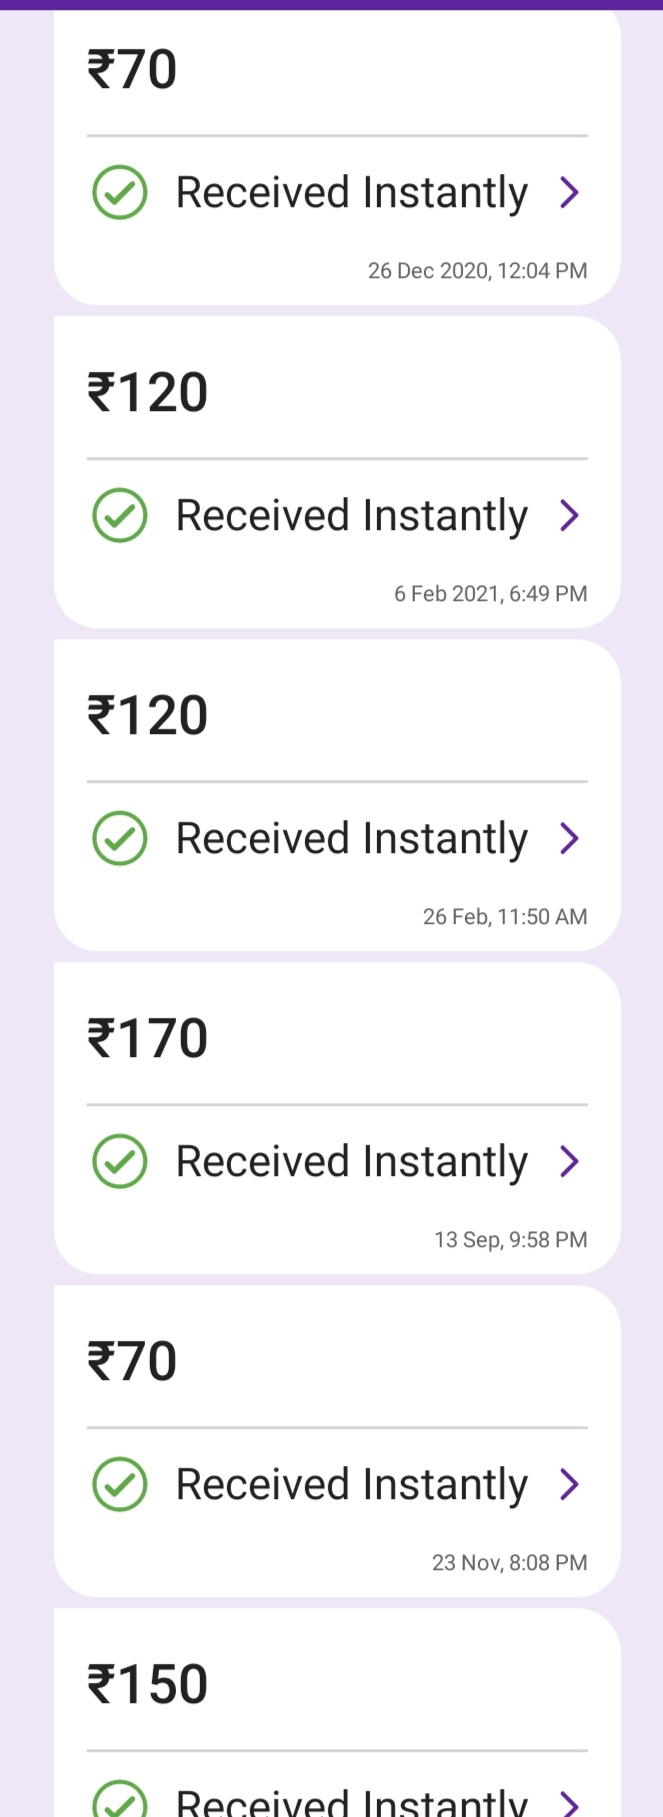 ₹70
Received Instantly
26 Dec 2020, 12:04 PM
₹120
Received Instantly
6 Feb 2021, 6:49 PM
₹120
Received Instantly
26 Feb, 11:50 AM
₹170
Received Instantly
13 Sep, 9:58 PM
₹70
Received Instantly
23 Nov, 8:08 PM
₹150
Received Instantly